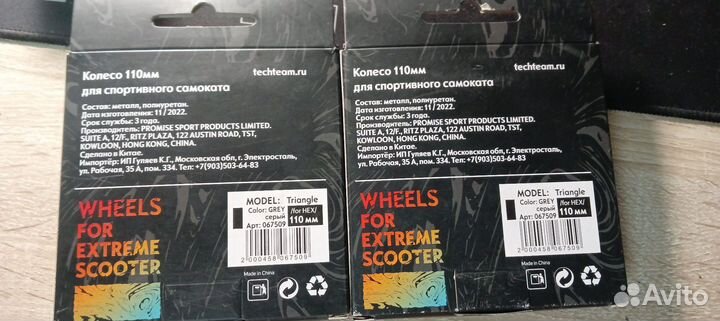 Колесо 110мм
techteam.ru
для спортивного самоката
Состав: металл, полиуретан.
Дата изготовления: 11/2022.
Срок службы: 3 года.
Производитель: PROMISE SPORT PRODUCTS LIMITED.
SUITE A, 12/F., RITZ PLAZA, 122 AUSTIN ROAD, TST,
KOWLOON, HONG KONG, CHINA.
Сделано в Китае.
Импортёр: ИП Гуляев К.Г., Московская обл, г. Электросталь,
ул. Рабочая, 35 А, пом. 334. Тел: +7(903)503-64-83
WHEELS
FOR
EXTREME
SCOOTER
MODEL: Triangle
Color: GREY
серый
Арт: 067509
/for HEX/
110 мм
2 000458 067509
Made in China
Колесо 110мм
techteam.ru
для спортивного самоката
Состав: металл, полиуретан.
Дата изготовления: 11/2022.
Срок службы: 3 года.
Производитель: PROMISE SPORT PRODUCTS LIMITED.
SUITE A, 12/F., RITZ PLAZA, 122 AUSTIN ROAD, TST,
KOWLOON, HONG KONG, CHINA.
Сделано в Китае.
Импортёр: ИП Гуляев К.Г., Московская обл, г. Электросталь,
ул. Рабочая, 35 А, пом. 334. Тел: +7(903)503-64-83
WHEELS
FOR
EXTREME
SCOOTER
MODEL: Triangle
Color: GREY
серый
Арт: 067509
/for HEX/
110 мм
2 000458 067509
Made in China
Avito